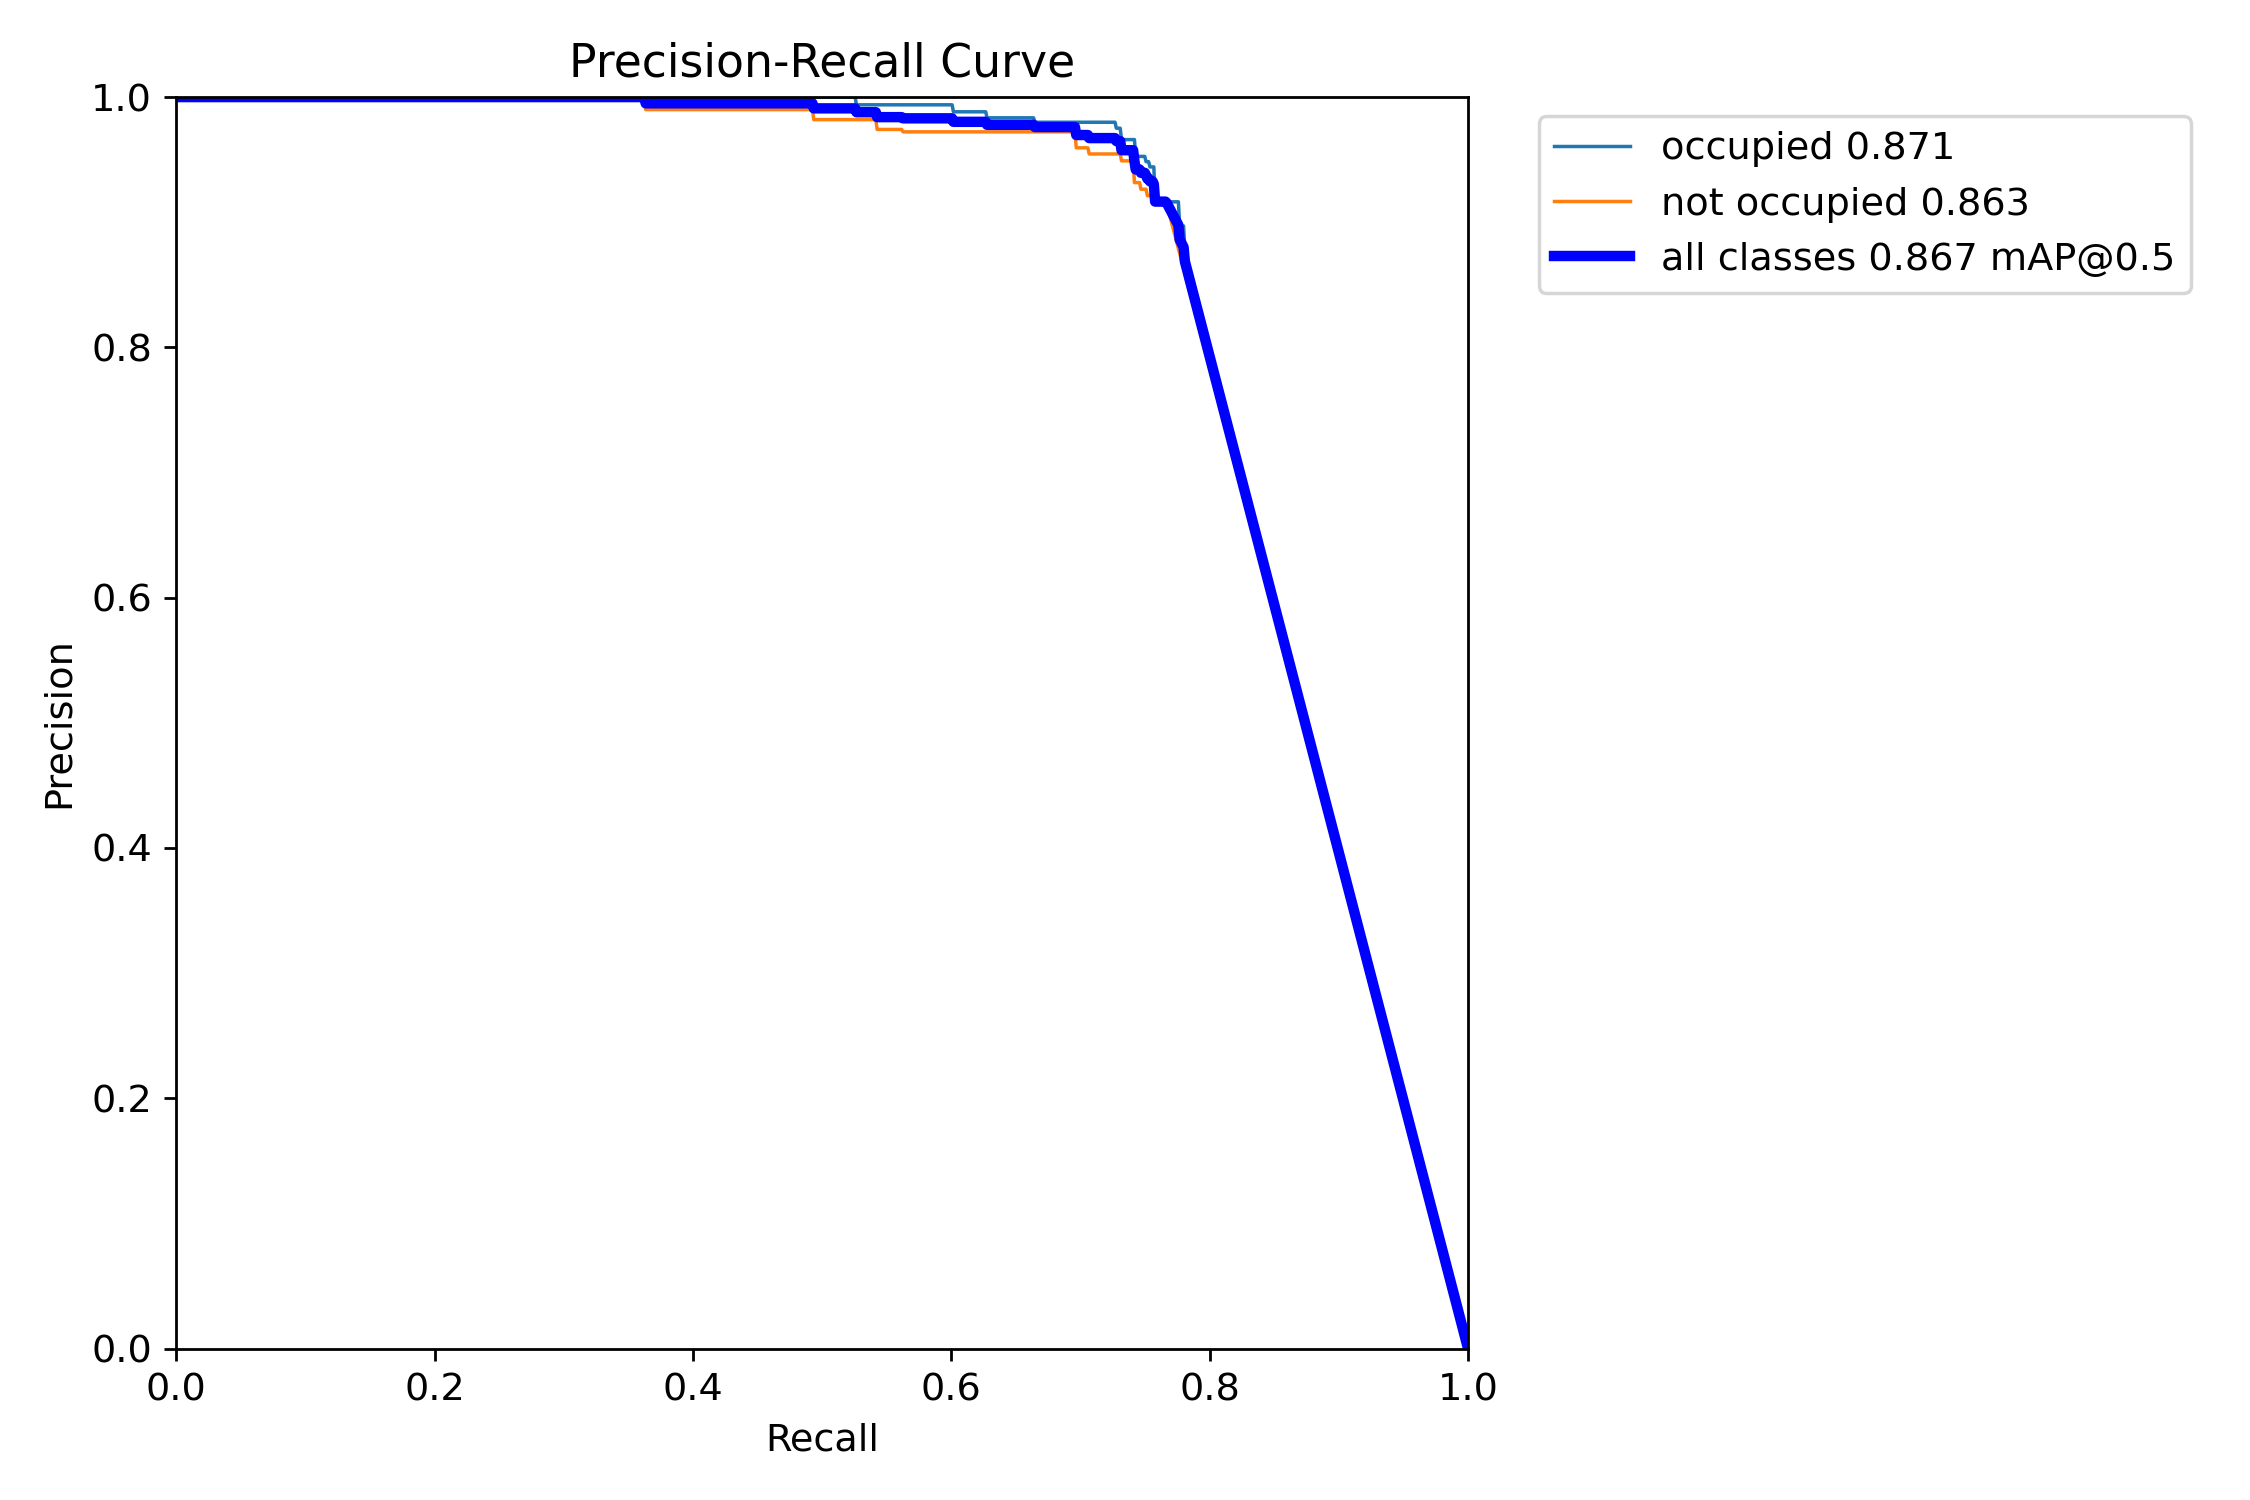 Precision-Recall Curve
1.0
0.8
0.6
0.4
0.2
0.0
Precision
0.0 0.2 0.4 0.6 0.8 1.0
Recall
occupied 0.871
not occupied 0.863
all classes 0.867 mAP@0.5